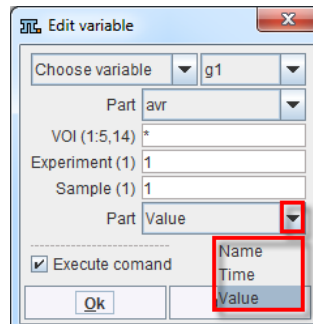 Edit variable
Choose variable g1
Part avr
VOI (1:5,14) *
Experiment (1) 1
Sample (1) 1
Part Value
Name
Execute comand
Time
Value
Ok